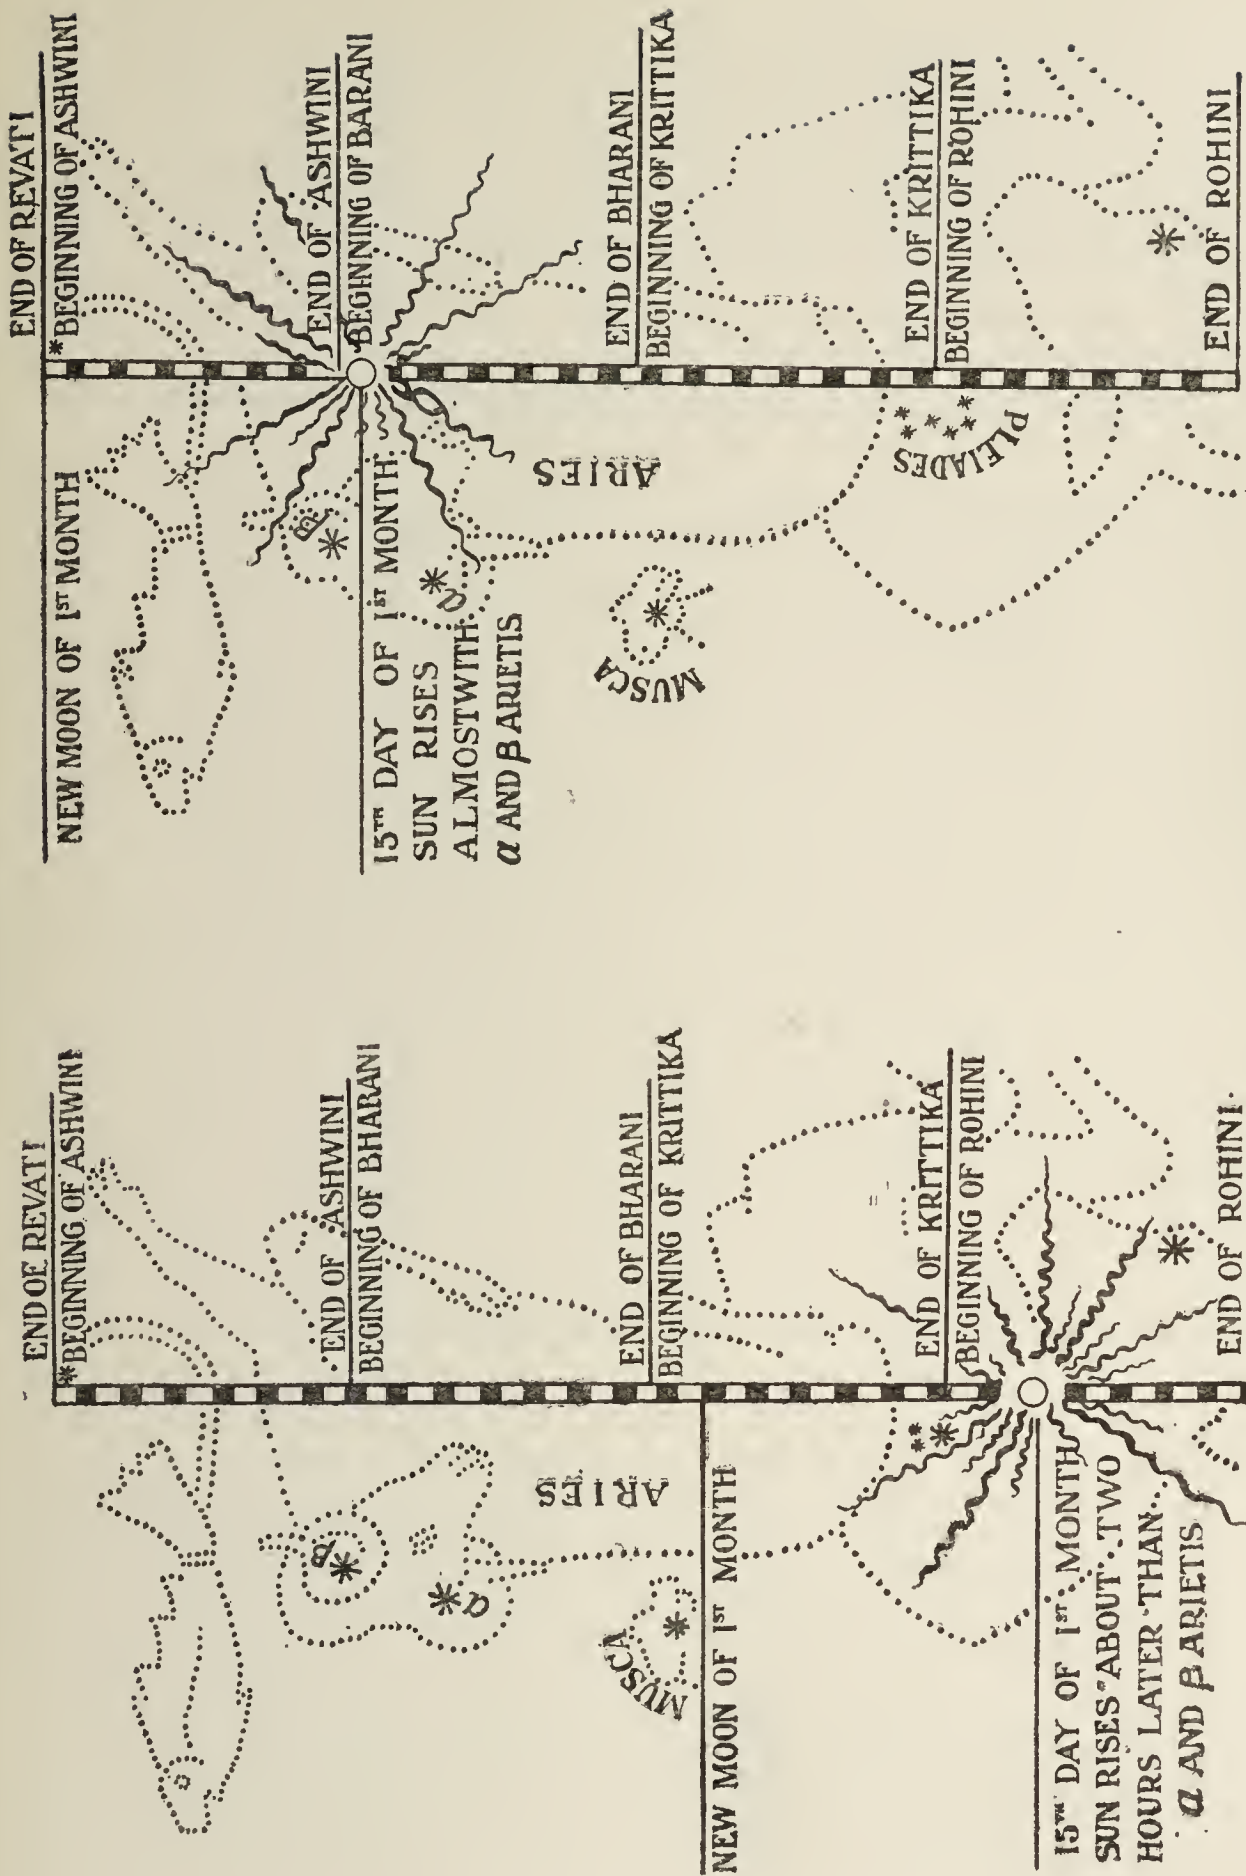 END OE REVATI
*BEGINNING OF ASHWINI
END OF ASHWINI
BEGINNING OF BHARANI
END OF BHARANI
BEGINNING OF KRITTIKA
END OF KRITTIKA
BEGINNING OF ROHINI
END OF ROHINI.
β
α
ARIES
MUSCA
NEW MOON OF 1ST MONTH
15TH DAY OF 1ST MONTH
SUN RISES ABOUT TWO
HOURS LATER THAN
α AND β ARIETIS
END OF REVATI
*BEGINNING OF ASHWINI
END OF ASHWINI
BEGINNING OF BARANI
END OF BHARANI
BEGINNING OF KRITTIKA
END OF KRITTIKA
BEGINNING OF ROHINI
END OF ROHINI
NEW MOON OF 1ST MONTH
β
α
15TH DAY OF 1ST MONTH
SUN RISES
ALMOST WITH
α AND β ARIETIS
ARIES
MUSCA
PLEIADES